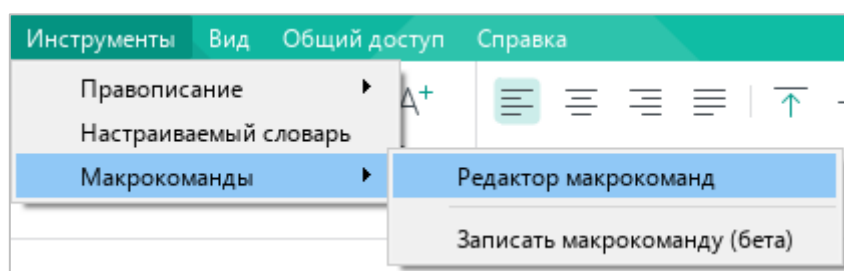 Инструменты Вид Общий доступ Справка
Правописание
A+
Настраиваемый словарь
Макрокоманды
Редактор макрокоманд
Записать макрокоманду (бета)